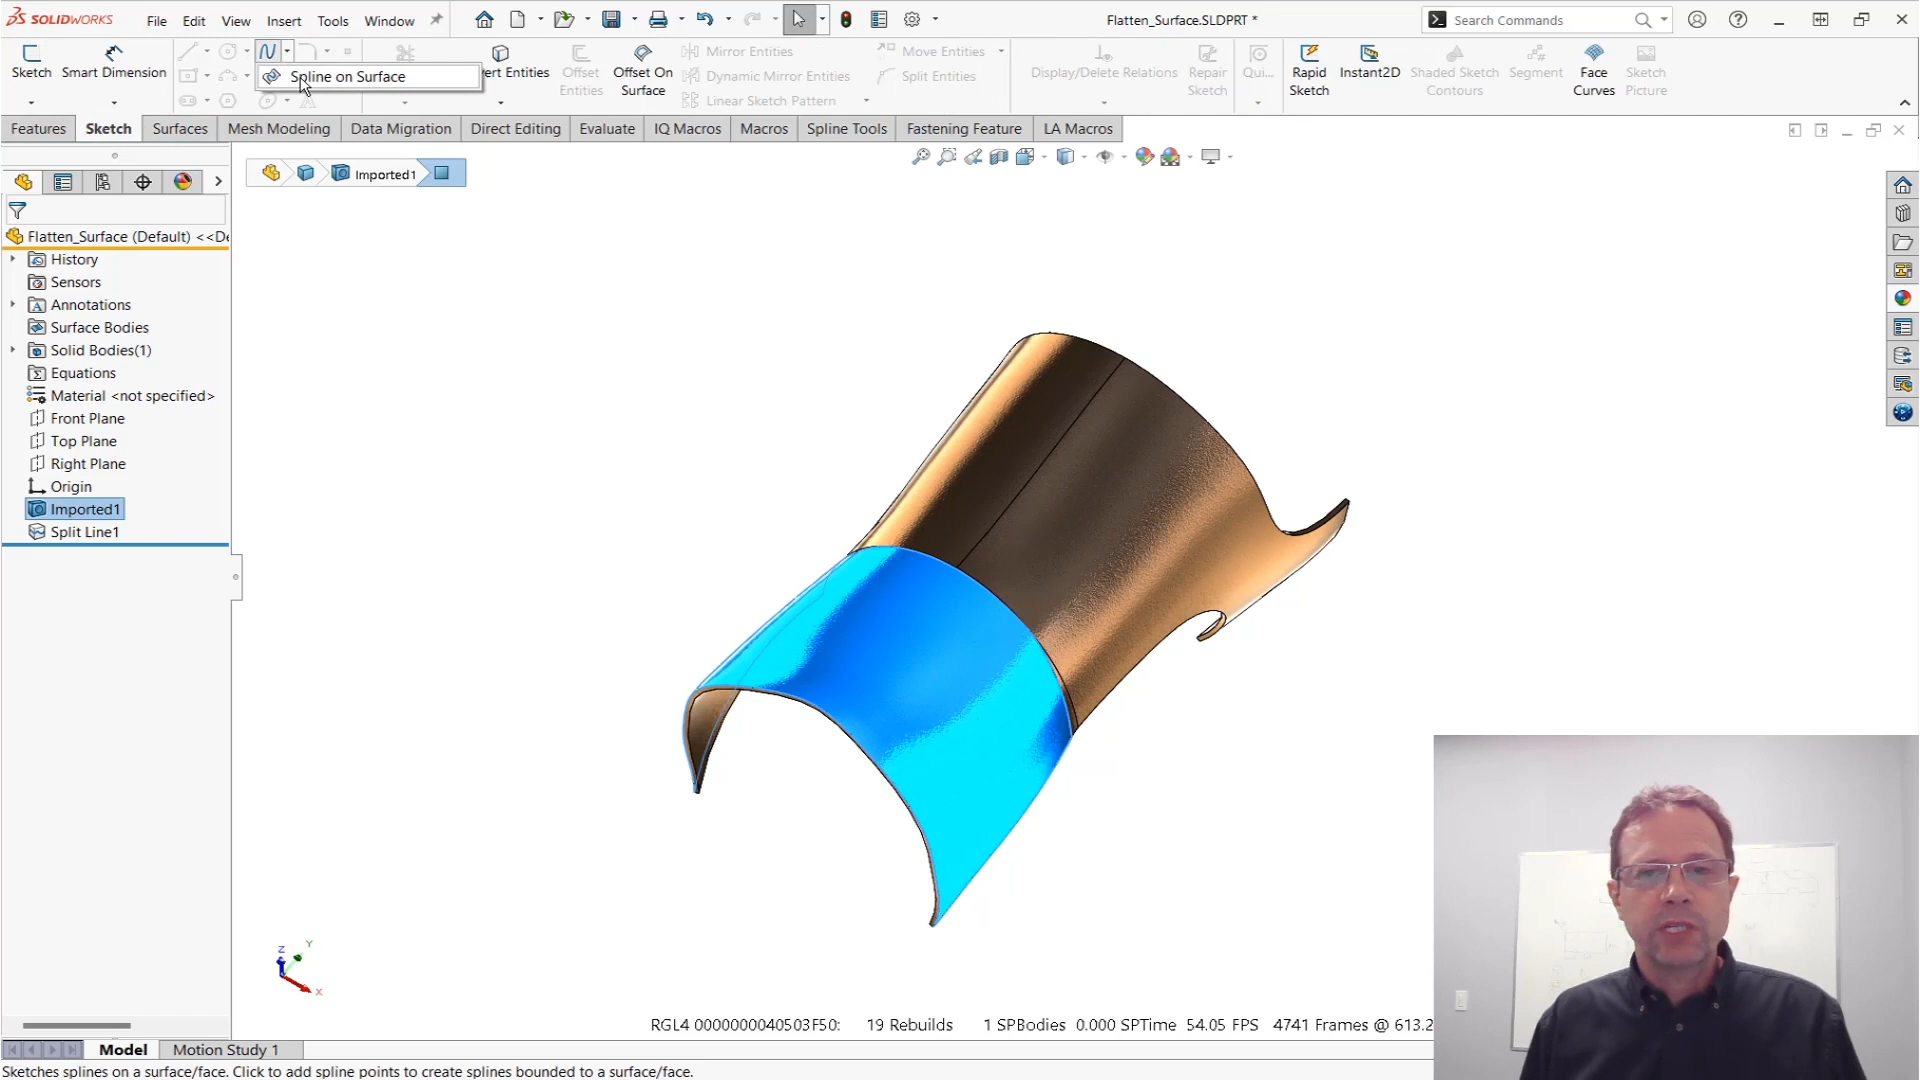 SOLIDWORKS File Edit View Insert Tools Window Flatten_Surface.SLDPRT * Search Commands
Sketch Smart Dimension ert Entities Offset Entities Offset On Surface Mirror Entities Dynamic Mirror Entities Linear Sketch Pattern Move Entities Split Entities Display/Delete Relations Repair Sketch Qui... Rapid Sketch Instant2D Shaded Sketch Contours Segment Face Curves Sketch Picture
Spline on Surface
Features Sketch Surfaces Mesh Modeling Data Migration Direct Editing Evaluate IQ Macros Macros Spline Tools Fastening Feature LA Macros
Imported1
Flatten_Surface (Default) <<De
History
Sensors
Annotations
Surface Bodies
Solid Bodies(1)
Equations
Material <not specified>
Front Plane
Top Plane
Right Plane
Origin
Imported1
Split Line1
Z Y
X
RGL4 0000000040503F50: 19 Rebuilds 1 SPBodies 0.000 SPTime 54.05 FPS 4741 Frames @ 613.2
Model Motion Study 1
Sketches splines on a surface/face. Click to add spline points to create splines bounded to a surface/face.